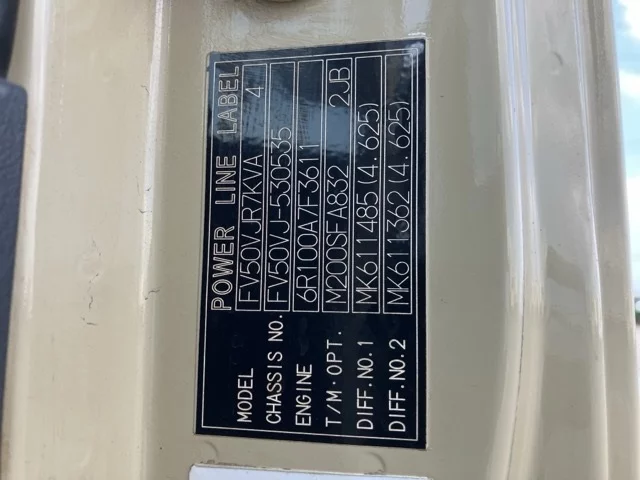 POWER LINE LABEL
MODEL FV50VJR7KVA 4
CHASSIS NO. FV50VJ-530535
ENGINE 6R100A7F3611
T/M·OPT. M200SFA832 2JB
DIFF.NO.1 MK611485(4.625)
DIFF.NO.2 MK611362(4.625)